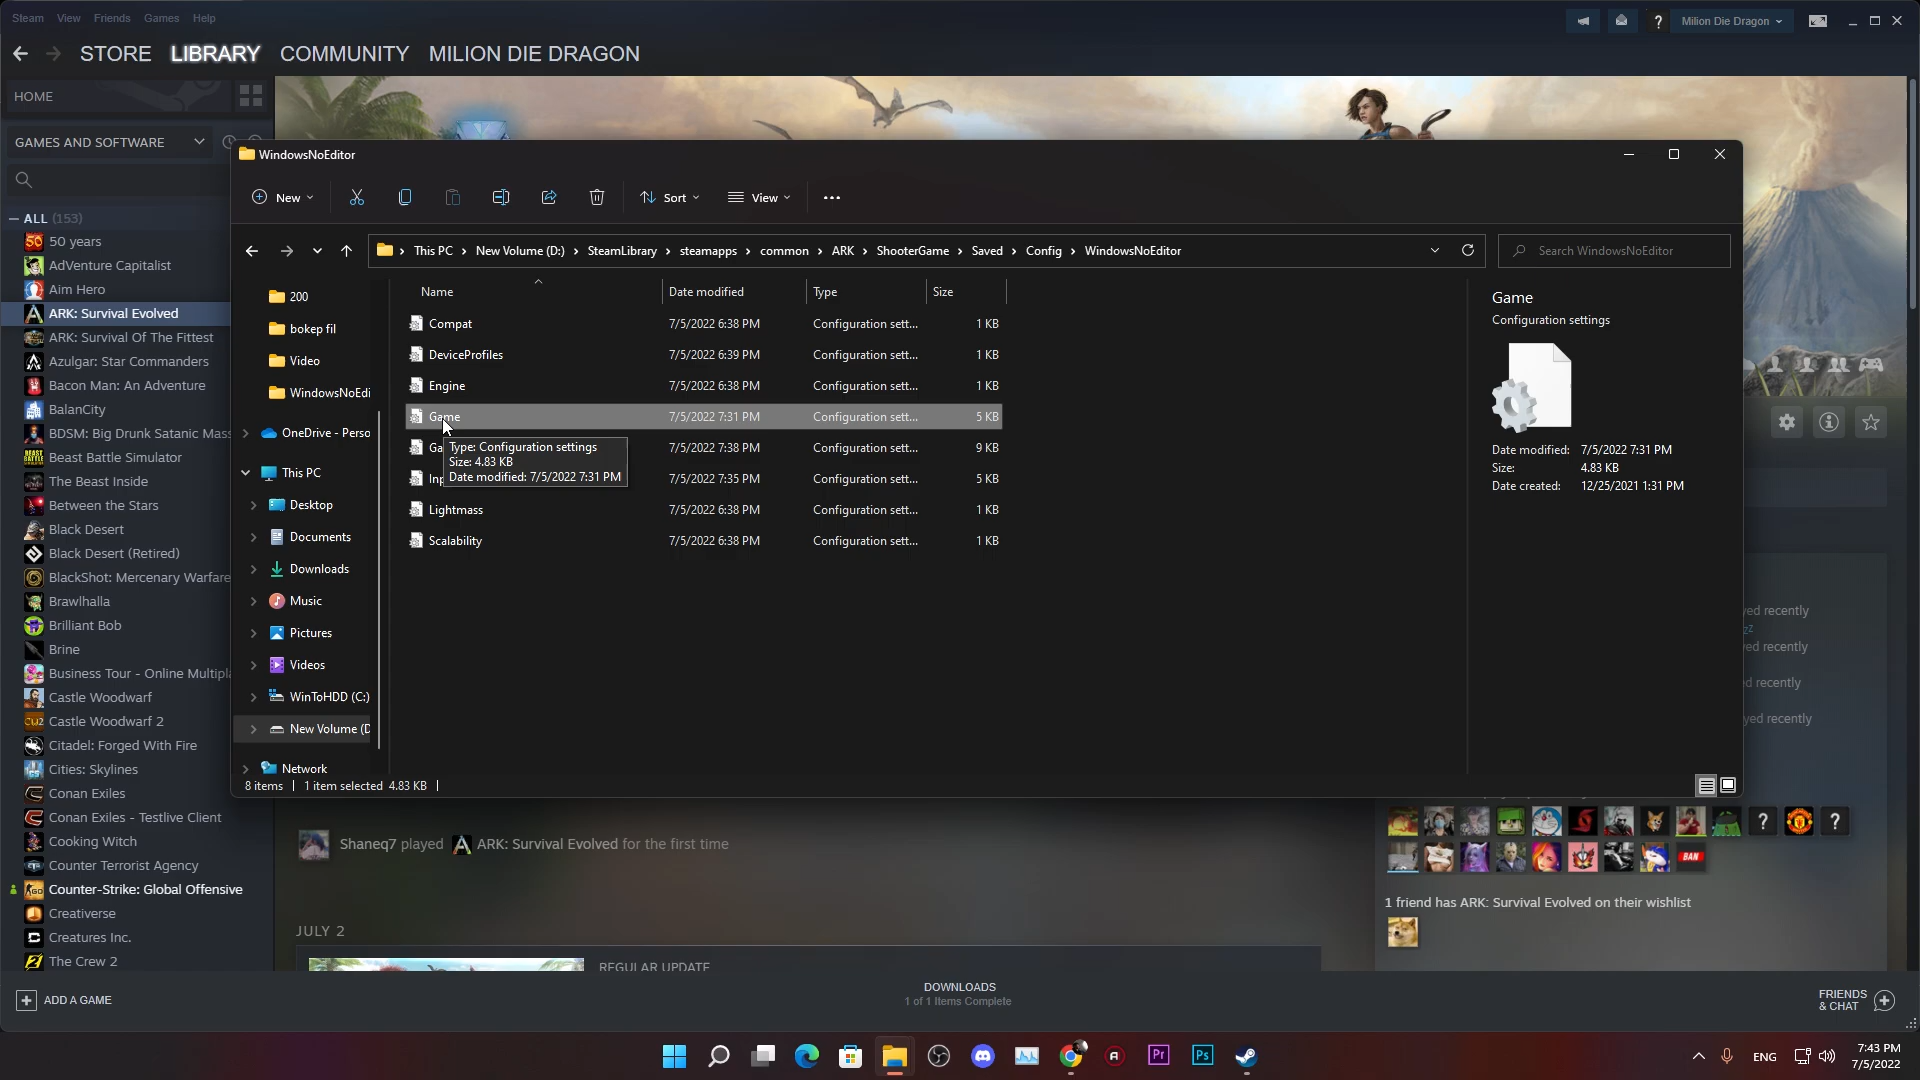 Steam View Friends Games Help
? Milion Die Dragon
STORE LIBRARY COMMUNITY MILION DIE DRAGON
HOME
GAMES AND SOFTWARE
ALL (153)
50 years
AdVenture Capitalist
Aim Hero
ARK: Survival Evolved
ARK: Survival Of The Fittest
Azulgar: Star Commanders
Bacon Man: An Adventure
BalanCity
BDSM: Big Drunk Satanic Mass
Beast Battle Simulator
The Beast Inside
Between the Stars
Black Desert
Black Desert (Retired)
BlackShot: Mercenary Warfare
Brawlhalla
Brilliant Bob
Brine
Business Tour - Online Multipl
Castle Woodwarf
Castle Woodwarf 2
Citadel: Forged With Fire
Cities: Skylines
Conan Exiles
Conan Exiles - Testlive Client
Cooking Witch
Counter Terrorist Agency
Counter-Strike: Global Offensive
Creativerse
Creatures Inc.
The Crew 2
ADD A GAME
WindowsNoEditor
New Sort View
This PC New Volume (D:) SteamLibrary steamapps common ARK ShooterGame Saved Config WindowsNoEditor
Search WindowsNoEditor
200
bokep fil
Video
WindowsNoEdi
OneDrive - Perso
This PC
Desktop
Documents
Downloads
Music
Pictures
Videos
WinToHDD (C:)
New Volume (D
Network
Name Date modified Type Size
Compat 7/5/2022 6:38 PM Configuration sett... 1 KB
DeviceProfiles 7/5/2022 6:39 PM Configuration sett... 1 KB
Engine 7/5/2022 6:38 PM Configuration sett... 1 KB
Game 7/5/2022 7:31 PM Configuration sett... 5 KB
Ga 7/5/2022 7:38 PM Configuration sett... 9 KB
Inp 7/5/2022 7:35 PM Configuration sett... 5 KB
Lightmass 7/5/2022 6:38 PM Configuration sett... 1 KB
Scalability 7/5/2022 6:38 PM Configuration sett... 1 KB
Type: Configuration settings
Size: 4.83 KB
Date modified: 7/5/2022 7:31 PM
Game
Configuration settings
Date modified: 7/5/2022 7:31 PM
Size: 4.83 KB
Date created: 12/25/2021 1:31 PM
8 items 1 item selected 4.83 KB
yed recently
yed recently
d recently
yed recently
Shaneq7 played ARK: Survival Evolved for the first time
JULY 2
REGULAR UPDATE
? ?
BAN
1 friend has ARK: Survival Evolved on their wishlist
DOWNLOADS
1 of 1 Items Complete
FRIENDS
& CHAT
Pr Ps
ENG
7:43 PM
7/5/2022